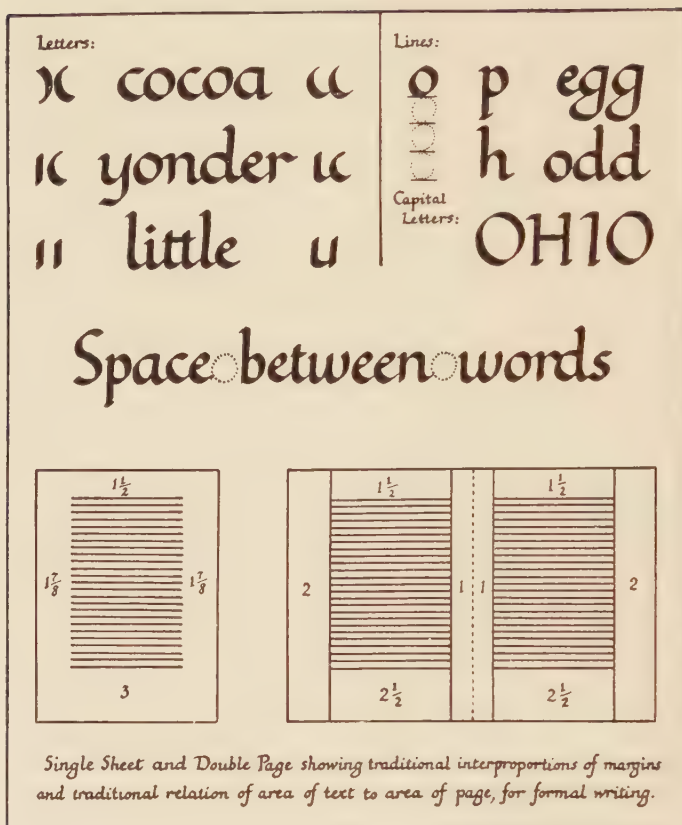 Letters:
cocoa
yonder
little
Lines:
o p egg
h odd
Capital
Letters:
OHIO
Space between words
1½
1⅞ 1⅞
3
1½ 1½
2 1 1 2
2½ 2½
Single Sheet and Double Page showing traditional interproportions of margins
and traditional relation of area of text to area of page, for formal writing.